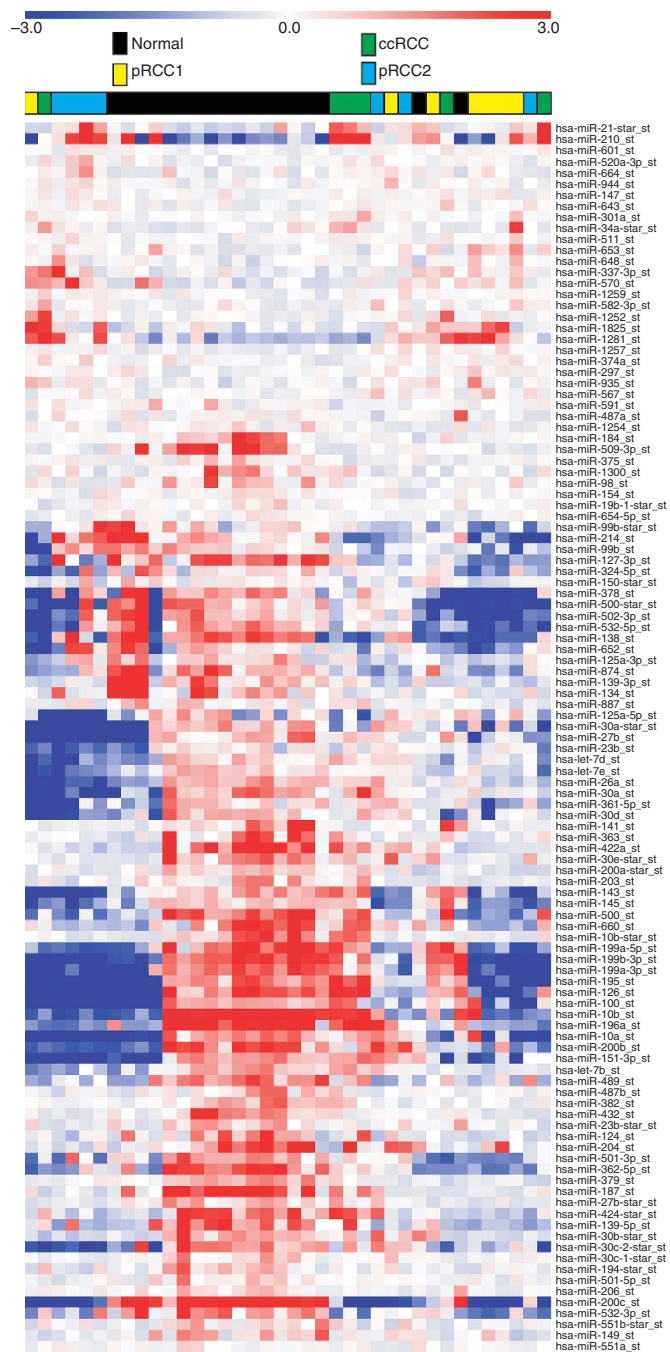 −3.0 0.0 3.0
Normal ccRCC
pRCC1 pRCC2
hsa-miR-21-star_st
hsa-miR-210_st
hsa-miR-601_st
hsa-miR-520a-3p_st
hsa-miR-664_st
hsa-miR-944_st
hsa-miR-147_st
hsa-miR-643_st
hsa-miR-301a_st
hsa-miR-34a-star_st
hsa-miR-511_st
hsa-miR-653_st
hsa-miR-648_st
hsa-miR-337-3p_st
hsa-miR-570_st
hsa-miR-1259_st
hsa-miR-582-3p_st
hsa-miR-1252_st
hsa-miR-1825_st
hsa-miR-1281_st
hsa-miR-1257_st
hsa-miR-374a_st
hsa-miR-297_st
hsa-miR-935_st
hsa-miR-567_st
hsa-miR-591_st
hsa-miR-487a_st
hsa-miR-1254_st
hsa-miR-184_st
hsa-miR-509-3p_st
hsa-miR-375_st
hsa-miR-1300_st
hsa-miR-98_st
hsa-miR-154_st
hsa-miR-19b-1-star_st
hsa-miR-654-5p_st
hsa-miR-99b-star_st
hsa-miR-214_st
hsa-miR-99b_st
hsa-miR-127-3p_st
hsa-miR-324-5p_st
hsa-miR-150-star_st
hsa-miR-378_st
hsa-miR-500-star_st
hsa-miR-502-3p_st
hsa-miR-532-5p_st
hsa-miR-138_st
hsa-miR-652_st
hsa-miR-125a-3p_st
hsa-miR-874_st
hsa-miR-139-3p_st
hsa-miR-134_st
hsa-miR-887_st
hsa-miR-125a-5p_st
hsa-miR-30a-star_st
hsa-miR-27b_st
hsa-miR-23b_st
hsa-let-7d_st
hsa-let-7e_st
hsa-miR-26a_st
hsa-miR-30a_st
hsa-miR-361-5p_st
hsa-miR-30d_st
hsa-miR-141_st
hsa-miR-363_st
hsa-miR-422a_st
hsa-miR-30e-star_st
hsa-miR-200a-star_st
hsa-miR-203_st
hsa-miR-143_st
hsa-miR-145_st
hsa-miR-500_st
hsa-miR-660_st
hsa-miR-10b-star_st
hsa-miR-199a-5p_st
hsa-miR-199b-3p_st
hsa-miR-199a-3p_st
hsa-miR-195_st
hsa-miR-126_st
hsa-miR-100_st
hsa-miR-10b_st
hsa-miR-196a_st
hsa-miR-10a_st
hsa-miR-200b_st
hsa-miR-151-3p_st
hsa-let-7b_st
hsa-miR-489_st
hsa-miR-487b_st
hsa-miR-382_st
hsa-miR-432_st
hsa-miR-23b-star_st
hsa-miR-124_st
hsa-miR-204_st
hsa-miR-501-3p_st
hsa-miR-362-5p_st
hsa-miR-379_st
hsa-miR-187_st
hsa-miR-27b-star_st
hsa-miR-424-star_st
hsa-miR-139-5p_st
hsa-miR-30b-star_st
hsa-miR-30c-2-star_st
hsa-miR-30c-1-star_st
hsa-miR-194-star_st
hsa-miR-501-5p_st
hsa-miR-206_st
hsa-miR-200c_st
hsa-miR-532-3p_st
hsa-miR-551b-star_st
hsa-miR-149_st
hsa-miR-551a_st